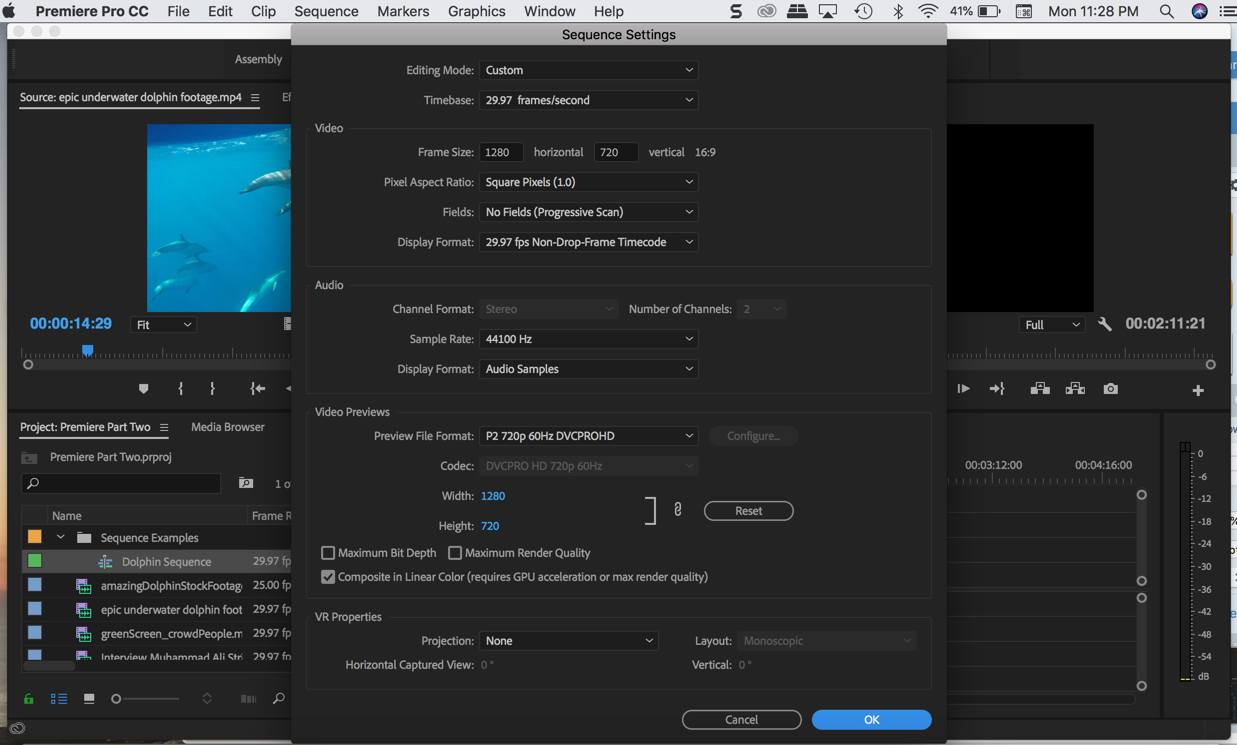 Premiere Pro CC File Edit Clip Sequence Markers Graphics Window Help 41% Mon 11:28 PM
Sequence Settings
Assembly
Source: epic underwater dolphin footage.mp4
00:00:14:29 Fit
Editing Mode: Custom
Timebase: 29.97 frames/second
Video
Frame Size: 1280 horizontal 720 vertical 16:9
Pixel Aspect Ratio: Square Pixels (1.0)
Fields: No Fields (Progressive Scan)
Display Format: 29.97 fps Non-Drop-Frame Timecode
Audio
Channel Format: Stereo Number of Channels: 2
Sample Rate: 44100 Hz
Display Format: Audio Samples
Video Previews
Preview File Format: P2 720p 60Hz DVCPROHD Configure...
Codec: DVCPRO HD 720p 60Hz
Width: 1280
Height: 720
Reset
Maximum Bit Depth Maximum Render Quality
Composite in Linear Color (requires GPU acceleration or max render quality)
VR Properties
Projection: None Layout: Monoscopic
Horizontal Captured View: 0 ° Vertical: 0 °
Cancel OK
Full 00:02:11:21
Project: Premiere Part Two Media Browser
Premiere Part Two.prproj
1 o
Name Frame R
Sequence Examples
Dolphin Sequence 29.97 fp
amazingDolphinStockFootag 25.00 fp
epic underwater dolphin foot 29.97 fp
greenScreen_crowdPeople.m 29.97 fp
Interview Muhammad Ali Stri 29.97 fp
00:03:12:00 00:04:16:00
0
-6
-12
-18
-24
-30
-36
-42
-48
-54
dB